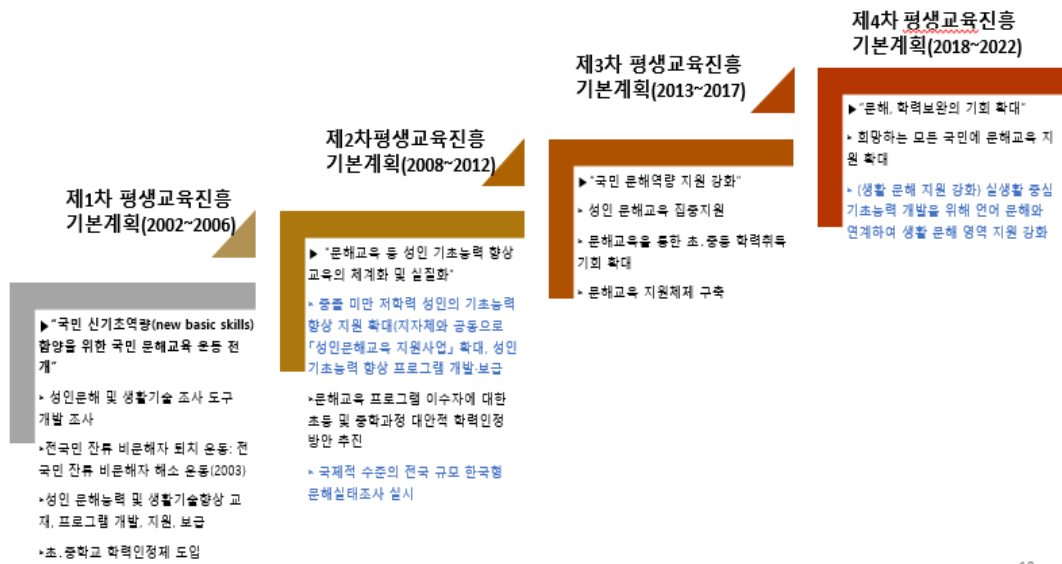 제1차 평생교육진흥
기본계획(2002~2006)
▶"국민 신기초역량(new basic skills)
함양을 위한 국민 문해교육 운동 전
개"
▸ 성인문해 및 생활기술 조사 도구
개발 조사
▸전국민 잔류 비문해자 퇴치 운동: 전
국민 잔류 비문해자 해소 운동(2003)
▸성인 문해능력 및 생활기술향상 교
재, 프로그램 개발, 지원, 보급
▸초.중학교 학력인정제 도입
제2차평생교육진흥
기본계획(2008~2012)
▶ "문해교육 등 성인 기초능력 향상
교육의 체계화 및 실질화"
▸ 중졸 미만 저학력 성인의 기초능력
향상 지원 확대(지자체와 공동으로
「성인문해교육 지원사업」 확대, 성인
기초능력 향상 프로그램 개발·보급
▸문해교육 프로그램 이수자에 대한
초등 및 중학과정 대안적 학력인정
방안 추진
▸ 국제적 수준의 전국 규모 한국형
문해실태조사 실시
제3차 평생교육진흥
기본계획(2013~2017)
▶"국민 문해역량 지원 강화"
▸ 성인 문해교육 집중지원
▸ 문해교육을 통한 초.중등 학력취득
기회 확대
▸ 문해교육 지원체제 구축
제4차 평생교육진흥
기본계획(2018~2022)
▶"문해, 학력보완의 기회 확대"
▸ 희망하는 모든 국민에 문해교육 지
원 확대
▸ (생활 문해 지원 강화) 실생활 중심
기초능력 개발을 위해 언어 문해와
연계하여 생활 문해 영역 지원 강화